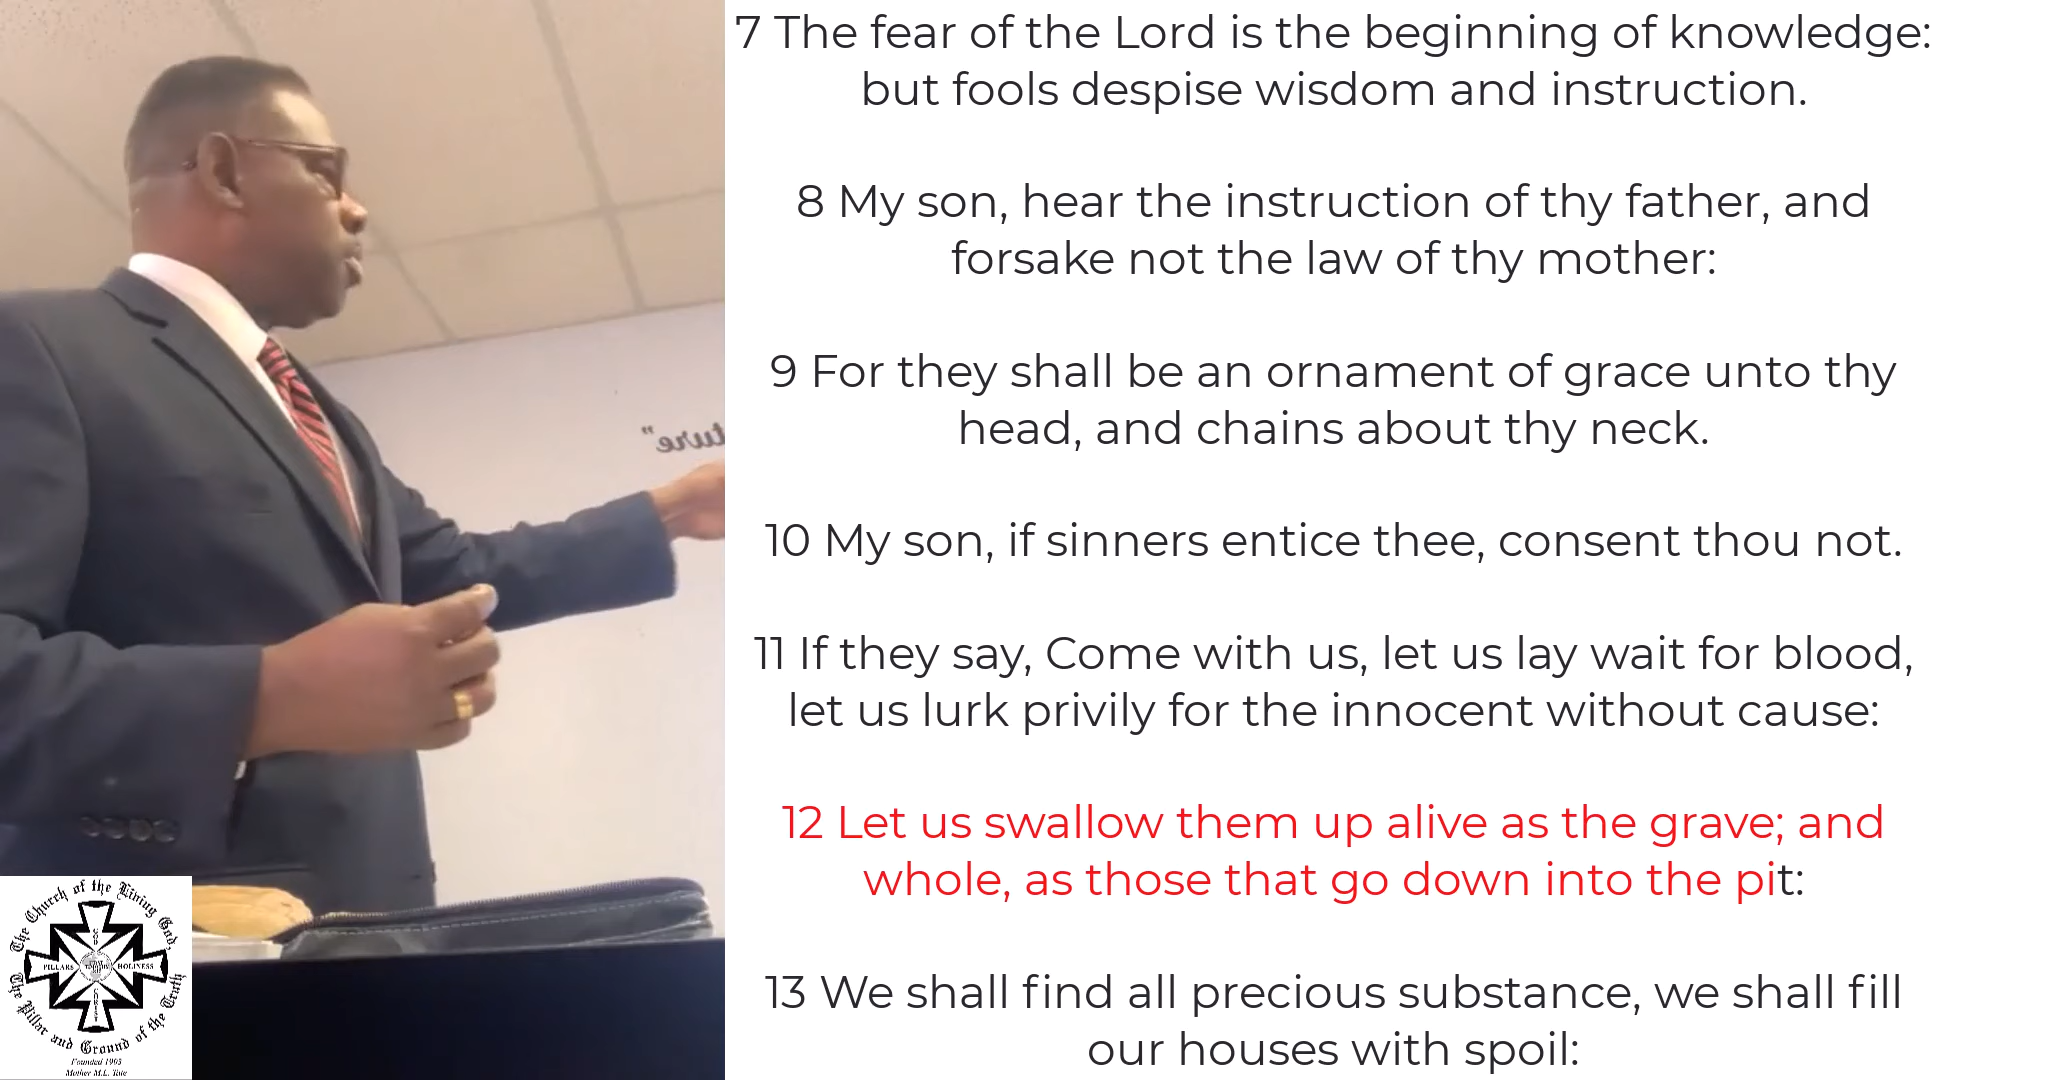 7 The fear of the Lord is the beginning of knowledge:
but fools despise wisdom and instruction.
8 My son, hear the instruction of thy father, and
forsake not the law of thy mother:
9 For they shall be an ornament of grace unto thy
head, and chains about thy neck.
10 My son, if sinners entice thee, consent thou not.
11 If they say, Come with us, let us lay wait for blood,
let us lurk privily for the innocent without cause:
12 Let us swallow them up alive as the grave; and
whole, as those that go down into the pit:
13 We shall find all precious substance, we shall fill
our houses with spoil:
The Church of the Living God,
The Pillar and Ground of the Truth
GOD
PILLARS
HOLINESS
CHRIST
Founded 1903
Mother M.L. Tate